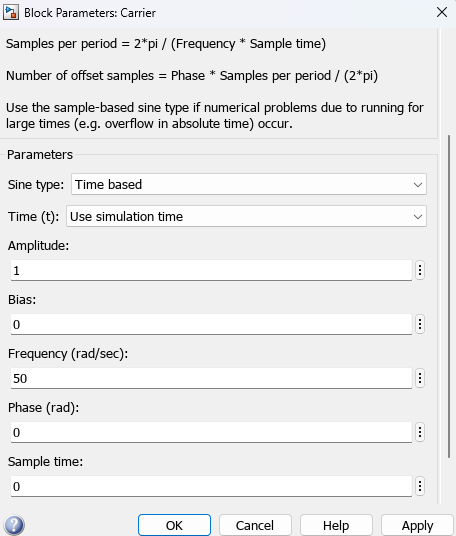 Block Parameters: Carrier
Samples per period = 2*pi / (Frequency * Sample time)
Number of offset samples = Phase * Samples per period / (2*pi)
Use the sample-based sine type if numerical problems due to running for
large times (e.g. overflow in absolute time) occur.
Parameters
Sine type: Time based
Time (t): Use simulation time
Amplitude:
1
Bias:
0
Frequency (rad/sec):
50
Phase (rad):
0
Sample time:
0
? OK Cancel Help Apply